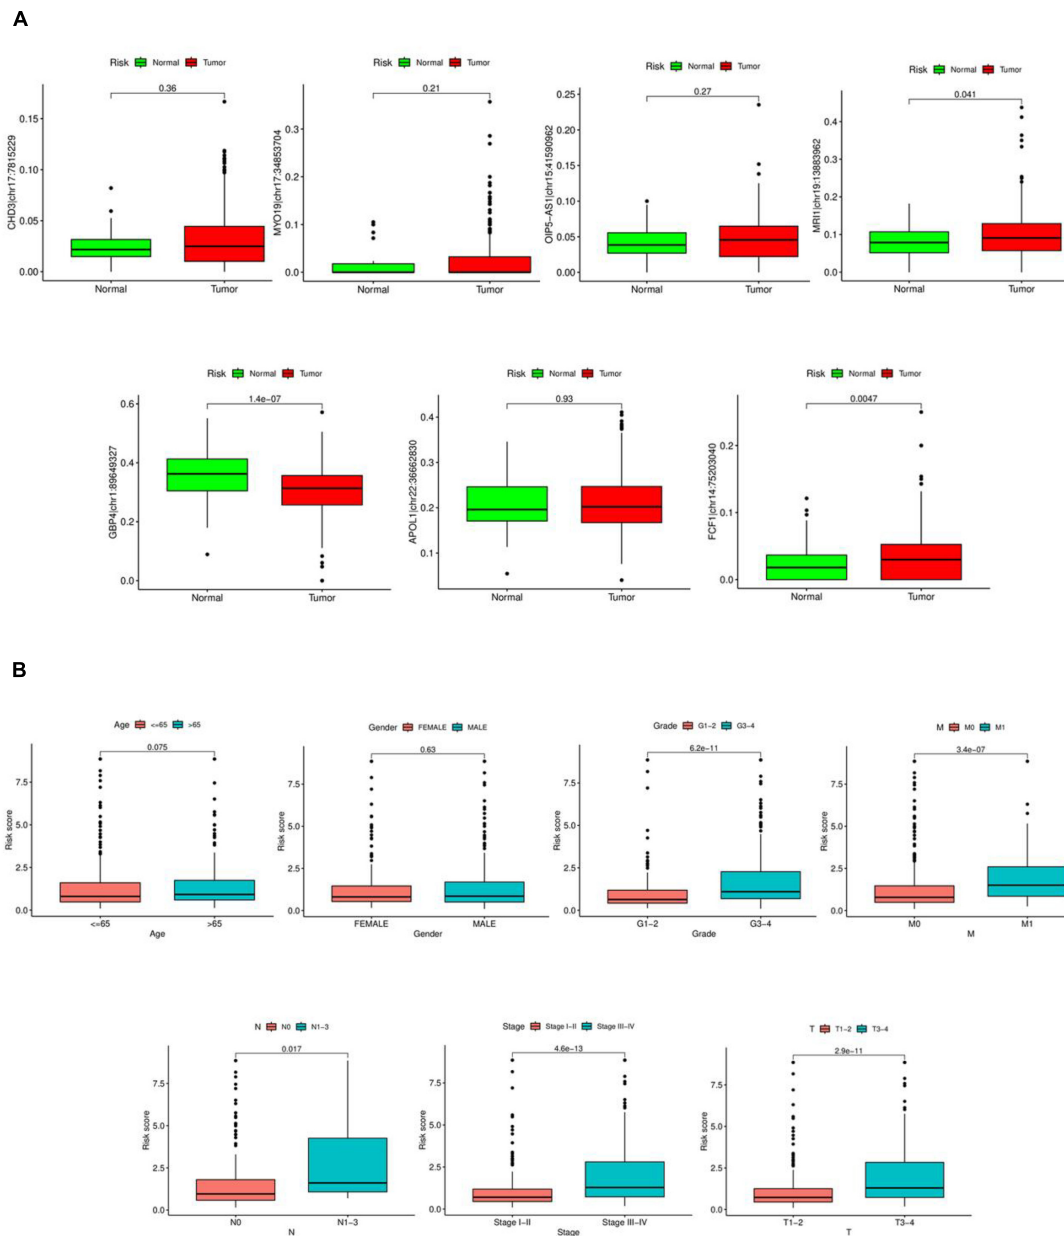 A
Risk Normal Tumor
0.36
CHD3|chr17:7815229
0.15
0.10
0.05
0.00
Normal Tumor
Risk Normal Tumor
0.21
MYO19|chr17:34853704
0.3
0.2
0.1
0.0
Normal Tumor
Risk Normal Tumor
0.27
OIP5-AS1|chr15:41590962
0.25
0.20
0.15
0.10
0.05
0.00
Normal Tumor
Risk Normal Tumor
0.041
MRI1|chr19:13883962
0.4
0.3
0.2
0.1
0.0
Normal Tumor
Risk Normal Tumor
1.4e-07
GBP4|chr1:89649327
0.6
0.4
0.2
0.0
Normal Tumor
Risk Normal Tumor
0.93
APOL1|chr22:36662830
0.4
0.3
0.2
0.1
Normal Tumor
Risk Normal Tumor
0.0047
FCF1|chr14:75203040
0.2
0.1
0.0
Normal Tumor
B
Age <=65 >65
0.075
Risk score
7.5
5.0
2.5
0.0
<=65 >65
Age
Gender FEMALE MALE
0.63
Risk score
7.5
5.0
2.5
0.0
FEMALE MALE
Gender
Grade G1-2 G3-4
6.2e-11
Risk score
7.5
5.0
2.5
0.0
G1-2 G3-4
Grade
M M0 M1
3.4e-07
Risk score
7.5
5.0
2.5
0.0
M0 M1
M
N N0 N1-3
0.017
Risk score
7.5
5.0
2.5
0.0
N0 N1-3
N
Stage Stage I-II Stage III-IV
4.6e-13
Risk score
7.5
5.0
2.5
0.0
Stage I-II Stage III-IV
Stage
T T1-2 T3-4
2.9e-11
Risk score
7.5
5.0
2.5
0.0
T1-2 T3-4
T